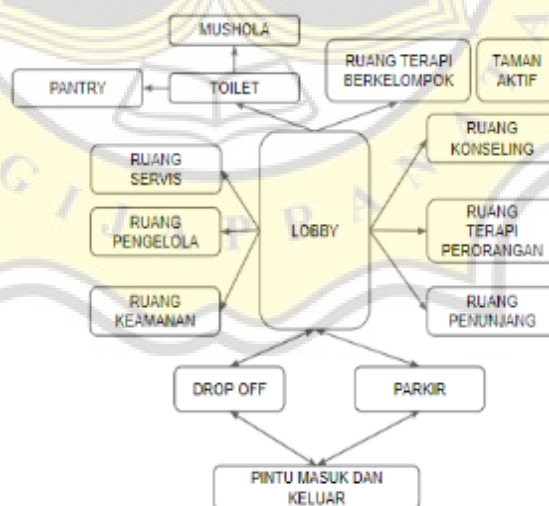 MUSHOLA
RUANG TERAPI
BERKELOMPOK
TAMAN
AKTIF
PANTRY
TOILET
RUANG
KONSELING
RUANG
SERVIS
RUANG
PENGELOLA
LOBBY
RUANG
TERAPI
PERORANGAN
RUANG
KEAMANAN
RUANG
PENUNJANG
DROP OFF
PARKIR
PINTU MASUK DAN
KELUAR